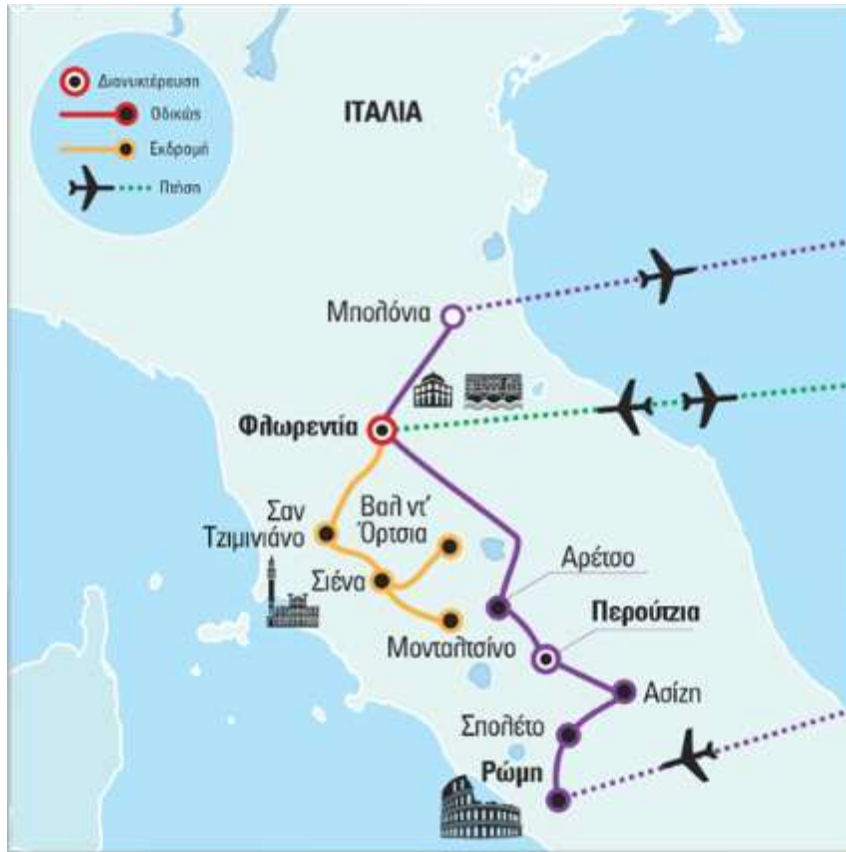 Διανυκτέρευση
Οδικώς
Εκδρομή
Πτήση
ΙΤΑΛΙΑ
Μπολόνια
Φλωρεντία
Σαν
Τζιμινιάνο
Βαλ ντ'
Όρτσια
Σιένα
Αρέτσο
Περούτζια
Μονταλτσίνο
Ασίζη
Σπολέτο
Ρώμη